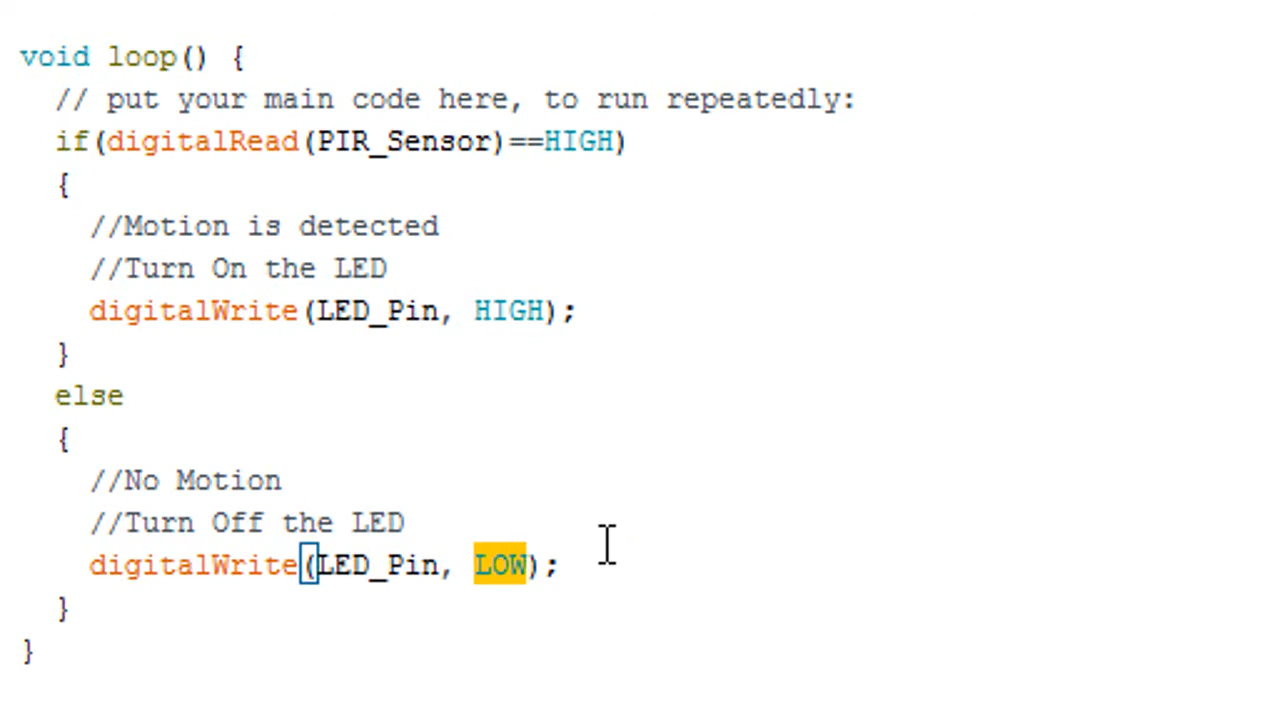 void loop() {
  // put your main code here, to run repeatedly:
  if(digitalRead(PIR_Sensor)==HIGH)
  {
    //Motion is detected
    //Turn On the LED
    digitalWrite(LED_Pin, HIGH);
  }
  else
  {
    //No Motion
    //Turn Off the LED
    digitalWrite(LED_Pin, LOW);
  }
}